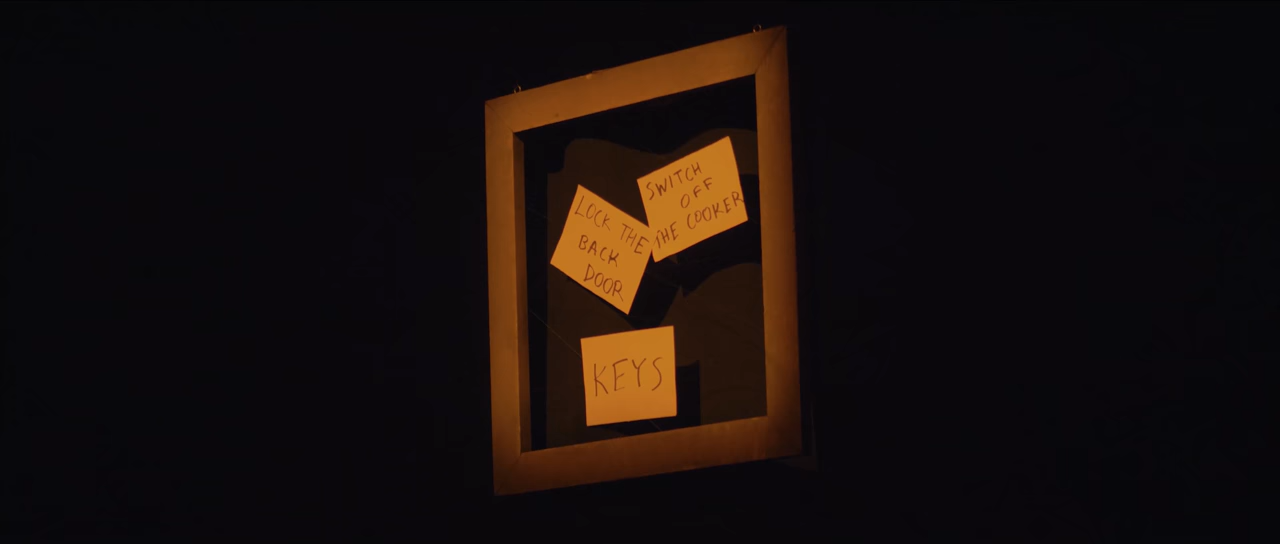 LOCK THE
BACK
DOOR
SWITCH
OFF
THE COOKER
KEYS